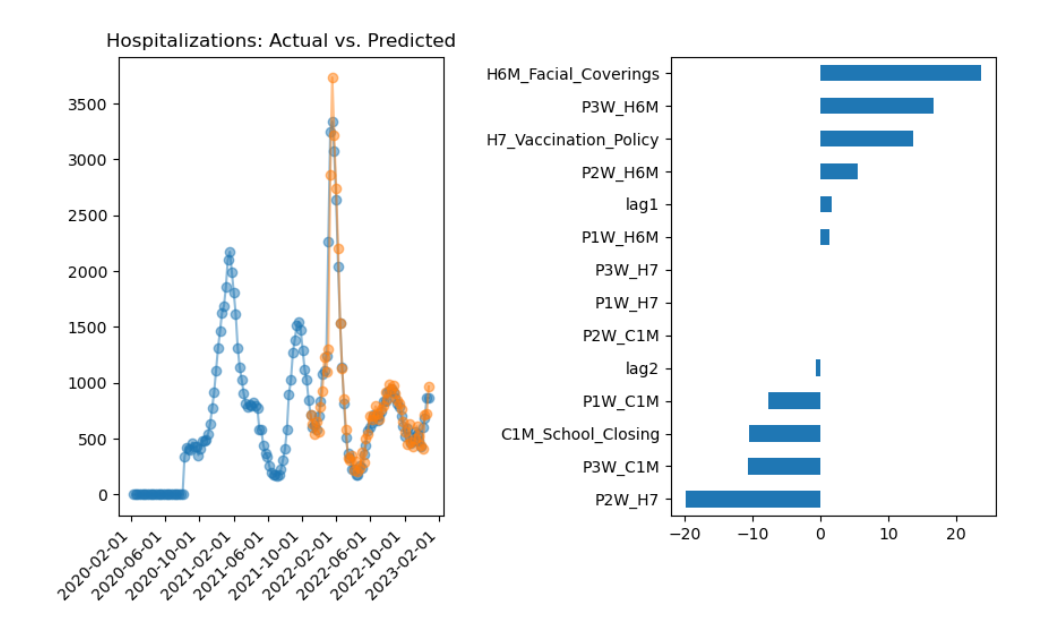 Hospitalizations: Actual vs. Predicted
3500
3000
2500
2000
1500
1000
500
0
2020-02-01
2020-06-01
2020-10-01
2021-02-01
2021-06-01
2021-10-01
2022-02-01
2022-06-01
2022-10-01
2023-02-01
H6M_Facial_Coverings
P3W_H6M
H7_Vaccination_Policy
P2W_H6M
lag1
P1W_H6M
P3W_H7
P1W_H7
P2W_C1M
lag2
P1W_C1M
C1M_School_Closing
P3W_C1M
P2W_H7
−20
−10
0
10
20